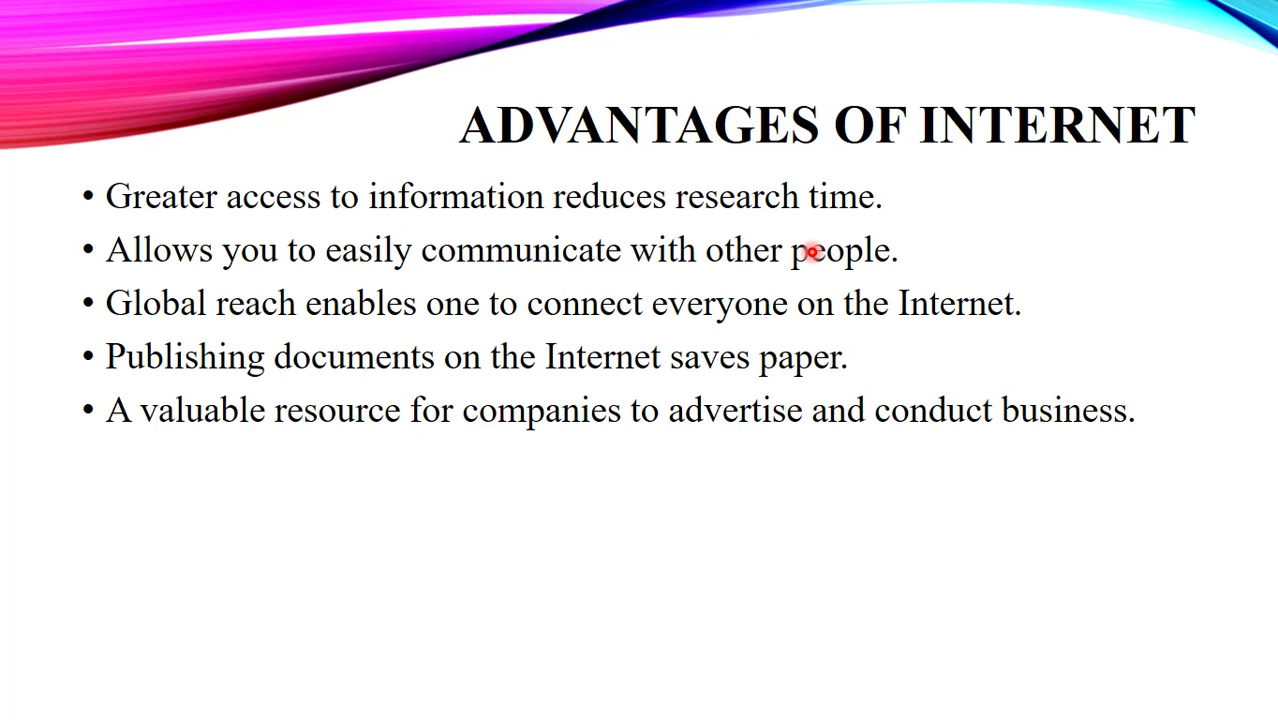 ADVANTAGES OF INTERNET
• Greater access to information reduces research time.
• Allows you to easily communicate with other people.
• Global reach enables one to connect everyone on the Internet.
• Publishing documents on the Internet saves paper.
• A valuable resource for companies to advertise and conduct business.